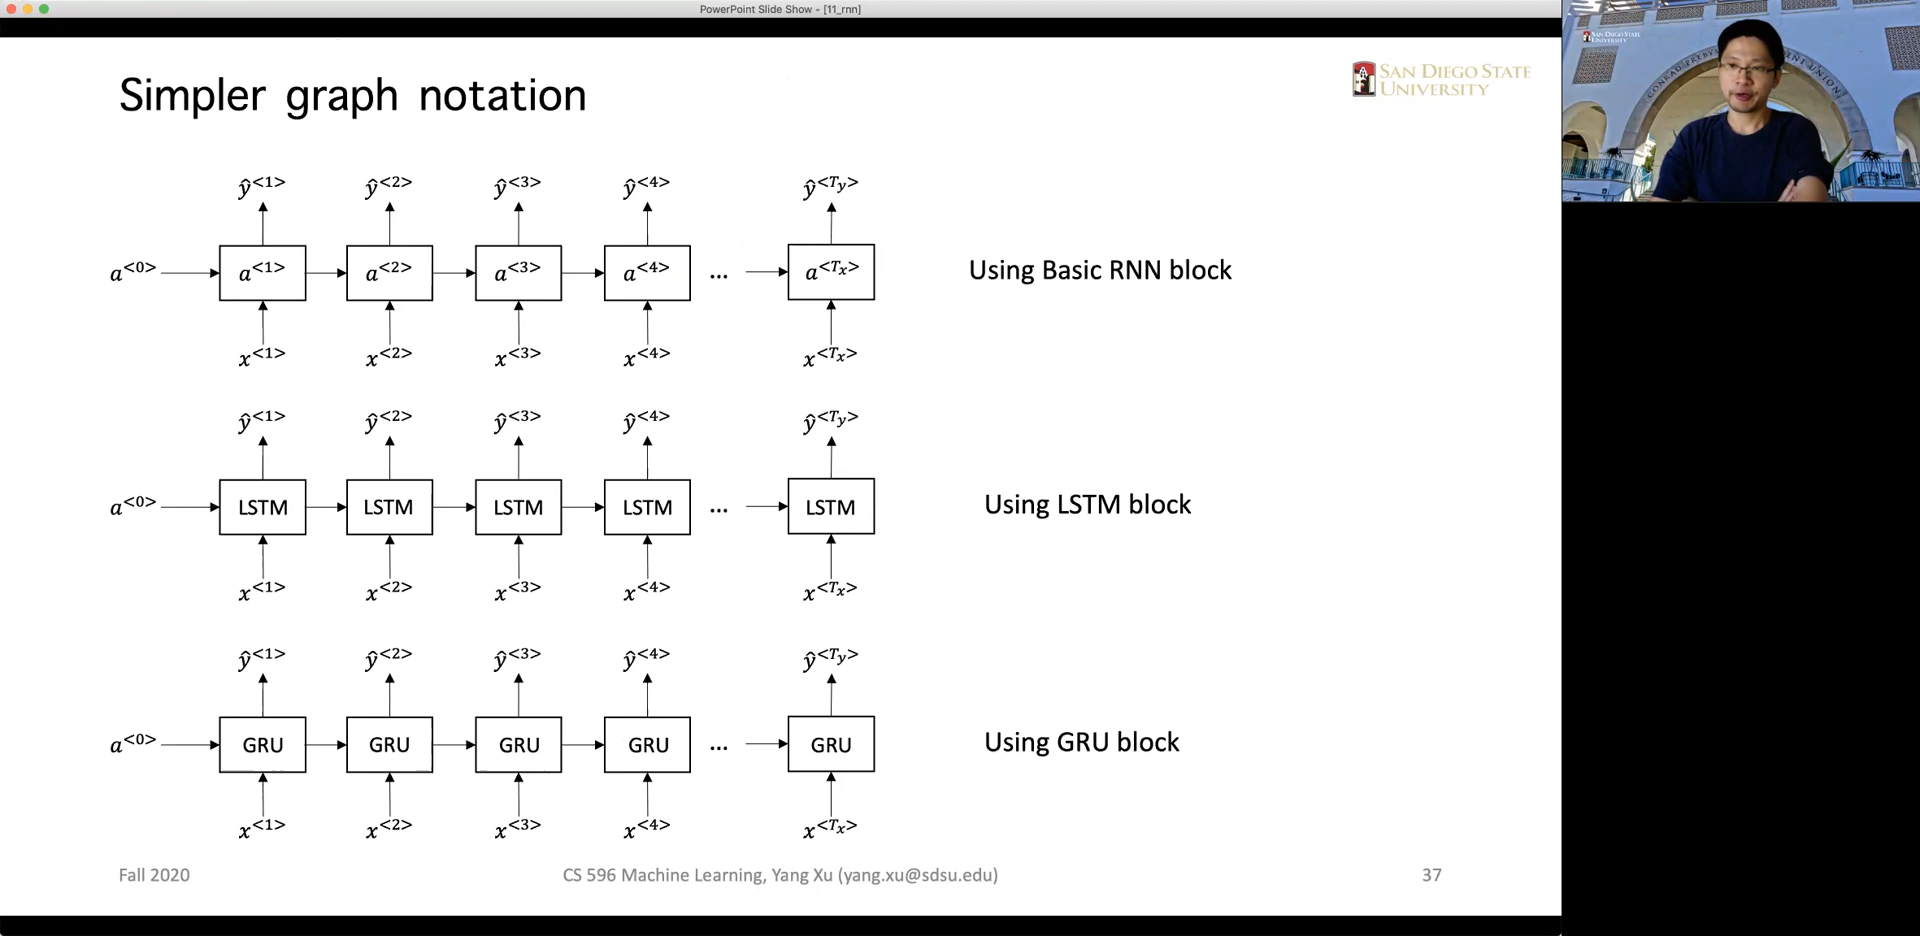 PowerPoint Slide Show - [11_rnn]
Simpler graph notation
SAN DIEGO STATE
UNIVERSITY
SAN DIEGO STATE
UNIVERSITY
ŷ<1> ŷ<2> ŷ<3> ŷ<4> ŷ<Ty>
a<0> a<1> a<2> a<3> a<4> ... a<Tx> Using Basic RNN block
x<1> x<2> x<3> x<4> x<Tx>
ŷ<1> ŷ<2> ŷ<3> ŷ<4> ŷ<Ty>
a<0> LSTM LSTM LSTM LSTM ... LSTM Using LSTM block
x<1> x<2> x<3> x<4> x<Tx>
ŷ<1> ŷ<2> ŷ<3> ŷ<4> ŷ<Ty>
a<0> GRU GRU GRU GRU ... GRU Using GRU block
x<1> x<2> x<3> x<4> x<Tx>
Fall 2020 CS 596 Machine Learning, Yang Xu (yang.xu@sdsu.edu) 37